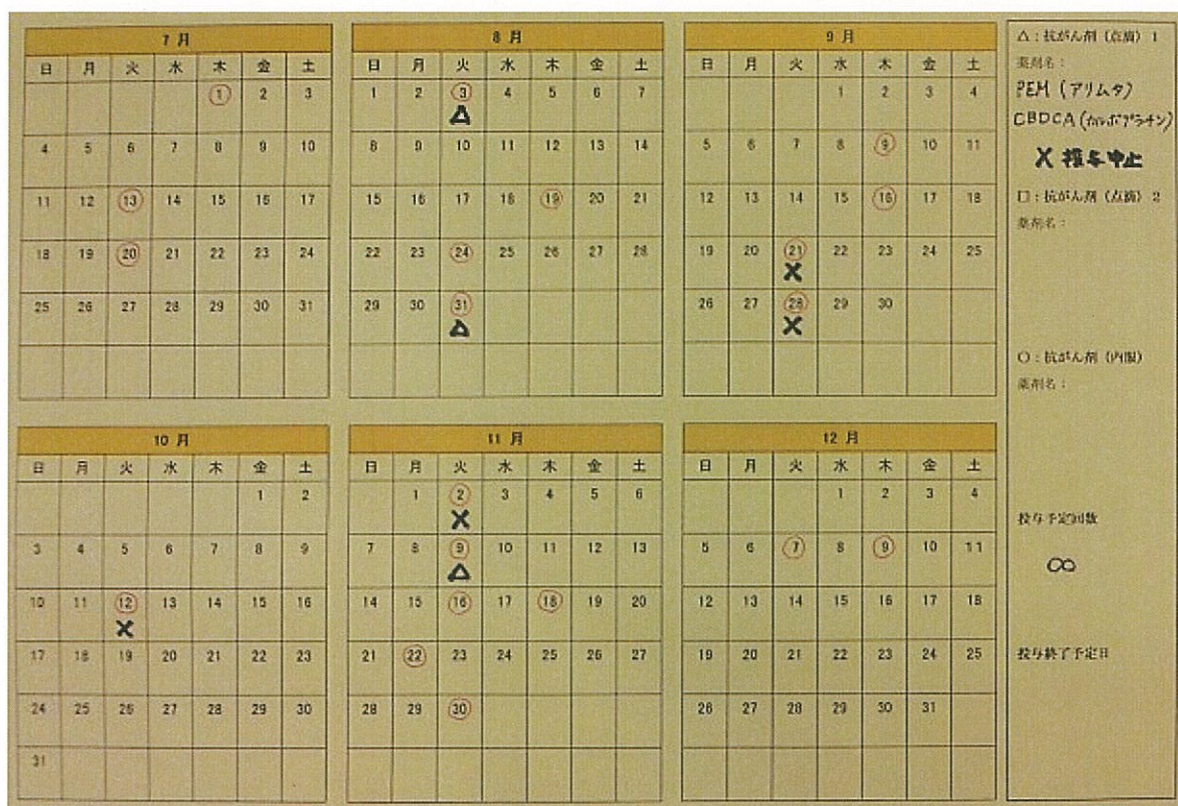 7 月
日 月 火 水 木 金 土
① 2 3
4 5 6 7 8 9 10
11 12 ⑬ 14 15 16 17
18 19 ⑳ 21 22 23 24
25 26 27 28 29 30 31
8 月
日 月 火 水 木 金 土
1 2 ③ 4 5 6 7
△
8 9 10 11 12 13 14
15 16 17 18 ⑲ 20 21
22 23 ㉔ 25 26 27 28
29 30 ㉛
△
9 月
日 月 火 水 木 金 土
1 2 3 4
5 6 7 8 ⑨ 10 11
12 13 14 15 ⑯ 17 18
19 20 ㉑ 22 23 24 25
X
26 27 ㉘ 29 30
X
10 月
日 月 火 水 木 金 土
1 2
3 4 5 6 7 8 9
10 11 ⑫ 13 14 15 16
X
17 18 19 20 21 22 23
24 25 26 27 28 29 30
31
11 月
日 月 火 水 木 金 土
1 ② 3 4 5 6
X
7 8 ⑨ 10 11 12 13
△
14 15 ⑯ 17 ⑱ 19 20
21 ㉒ 23 24 25 26 27
28 29 ㉚
12 月
日 月 火 水 木 金 土
1 2 3 4
5 6 ⑦ 8 ⑨ 10 11
12 13 14 15 16 17 18
19 20 21 22 23 24 25
26 27 28 29 30 31
△：抗がん剤（点滴）1
薬剤名：
PEM（アリムタ）
CBDCA（カルボプラチン）
X 投与中止
□：抗がん剤（点滴）2
薬剤名：
○：抗がん剤（内服）
薬剤名：
投与予定回数
∞
投与終了予定日